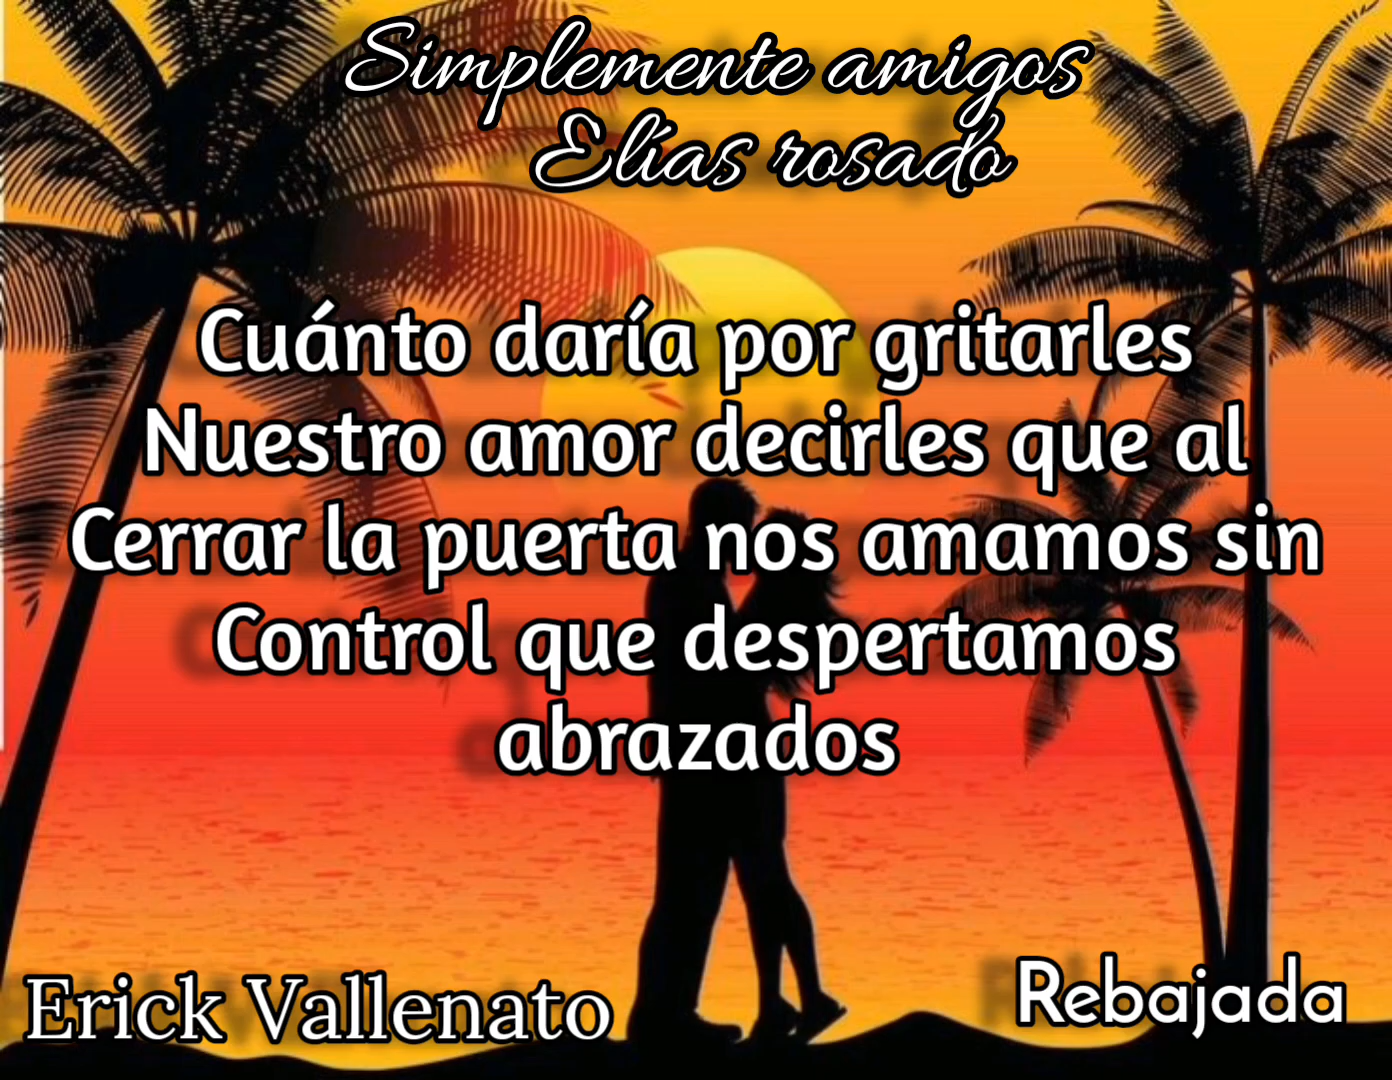 Simplemente amigos
Elías rosado
Cuánto daría por gritarles
Nuestro amor decirles que al
Cerrar la puerta nos amamos sin
Control que despertamos
abrazados
Erick Vallenato
Rebajada